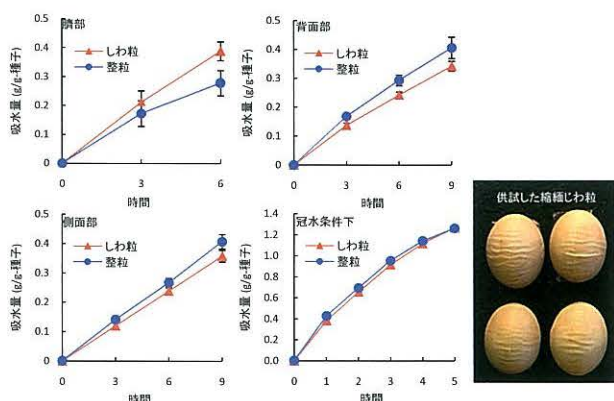 臍部
吸水量 (g/g-種子)
しわ粒
整粒
0.5
0.4
0.3
0.2
0.1
0
0
3
6
時間
背面部
吸水量 (g/g-種子)
しわ粒
整粒
0.5
0.4
0.3
0.2
0.1
0
0
3
6
9
時間
側面部
吸水量 (g/g-種子)
しわ粒
整粒
0.5
0.4
0.3
0.2
0.1
0
0
3
6
9
時間
冠水条件下
吸水量 (g/g-種子)
しわ粒
整粒
1.4
1.2
1.0
0.8
0.6
0.4
0.2
0.0
0
1
2
3
4
5
時間
供試した縮緬じわ粒